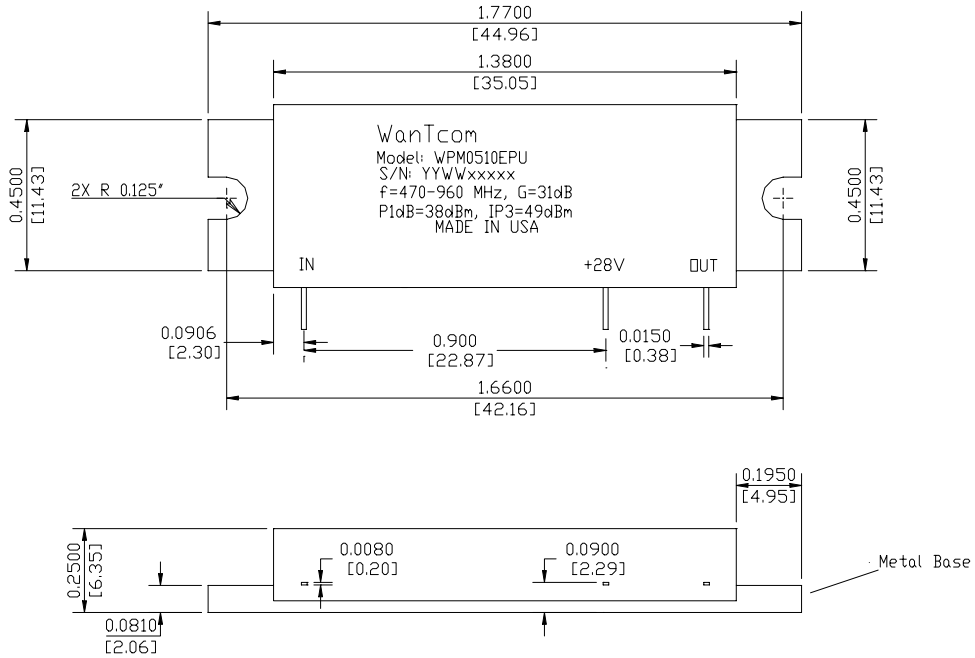 1.7700
[44.96]
1.3800
[35.05]
WanTcom
Model: WPM0510EPU
S/N: YYWWxxxxx
f=470-960 MHz, G=31dB
P1dB=38dBm, IP3=49dBm
MADE IN USA
0.4500
[11.43]
2X R 0.125"
0.4500
[11.43]
IN
+28V
OUT
0.0906
[2.30]
0.900
[22.87]
0.0150
[0.38]
1.6600
[42.16]
0.1950
[4.95]
0.2500
[6.35]
0.0080
[0.20]
0.0900
[2.29]
Metal Base
0.0810
[2.06]